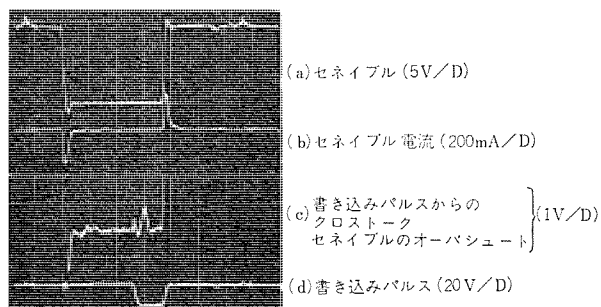 (a)セネイブル(5V／D)
(b)セネイブル電流(200mA／D)
(c)書き込みパルスからの
クロストーク
セネイブルのオーバシュート
(1V／D)
(d)書き込みパルス(20V／D)